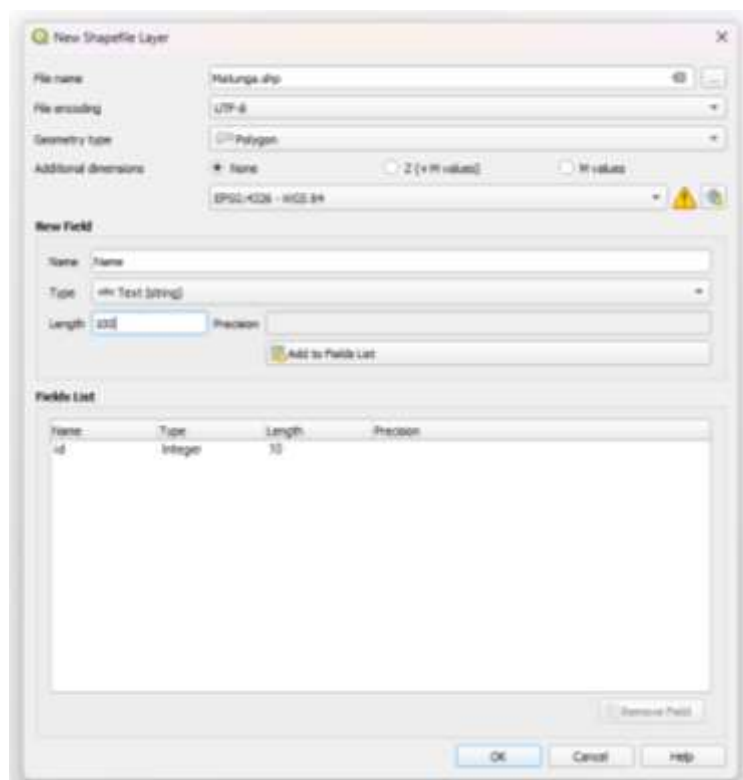 New Shapefile Layer
File name Matunga.shp ...
File encoding UTF-8
Geometry type Polygon
Additional dimensions None Z (+ M values) M values
EPSG:4326 - WGS 84
New Field
Name Name
Type abc Text (string)
Length Precision
Add to Fields List
Fields List
Name Type Length Precision
id Integer 10
Remove Field
OK Cancel Help